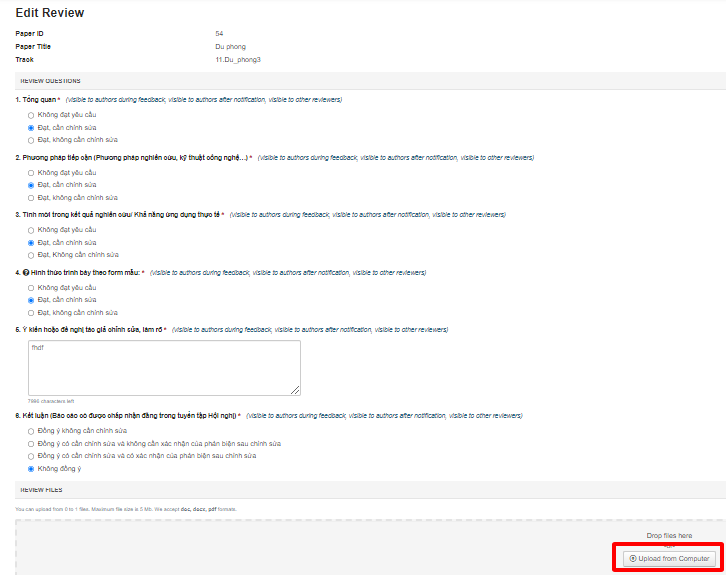 Edit Review
Paper ID 54
Paper Title Du phong
Track 11.Du_phong3
REVIEW QUESTIONS
1. Tổng quan * (visible to authors during feedback, visible to authors after notification, visible to other reviewers)
Không đạt yêu cầu
Đạt, cần chỉnh sửa
Đạt, không cần chỉnh sửa
2. Phương pháp tiếp cận (Phương pháp nghiên cứu, kỹ thuật công nghệ...) * (visible to authors during feedback, visible to authors after notification, visible to other reviewers)
Không đạt yêu cầu
Đạt, cần chỉnh sửa
Đạt, không cần chỉnh sửa
3. Tính mới trong kết quả nghiên cứu/ Khả năng ứng dụng thực tế * (visible to authors during feedback, visible to authors after notification, visible to other reviewers)
Không đạt yêu cầu
Đạt, cần chỉnh sửa
Đạt, Không cần chỉnh sửa
4. Hình thức trình bày theo form mẫu: * (visible to authors during feedback, visible to authors after notification, visible to other reviewers)
Không đạt yêu cầu
Đạt, cần chỉnh sửa
Đạt, không cần chỉnh sửa
5. Ý kiến hoặc đề nghị tác giả chỉnh sửa, làm rõ * (visible to authors during feedback, visible to authors after notification, visible to other reviewers)
fhdf
7996 characters left
6. Kết luận (Báo cáo có được chấp nhận đăng trong tuyển tập Hội nghị) * (visible to authors during feedback, visible to authors after notification, visible to other reviewers)
Đồng ý không cần chỉnh sửa
Đồng ý có cần chỉnh sửa và không cần xác nhận của phản biện sau chỉnh sửa
Đồng ý có cần chỉnh sửa và có xác nhận của phản biện sau chỉnh sửa
Không đồng ý
REVIEW FILES
You can upload from 0 to 1 files. Maximum file size is 5 Mb. We accept doc, docx, pdf formats.
Drop files here
Upload from Computer